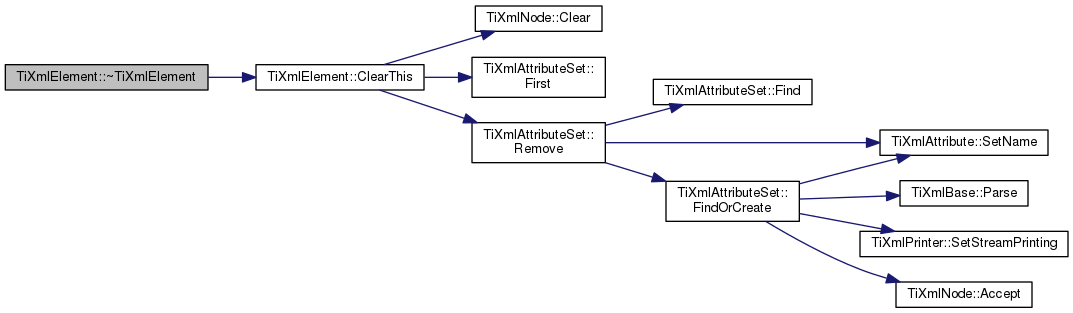 TiXmlElement::~TiXmlElement
TiXmlElement::ClearThis
TiXmlNode::Clear
TiXmlAttributeSet::
First
TiXmlAttributeSet::
Remove
TiXmlAttributeSet::Find
TiXmlAttributeSet::
FindOrCreate
TiXmlAttribute::SetName
TiXmlBase::Parse
TiXmlPrinter::SetStreamPrinting
TiXmlNode::Accept